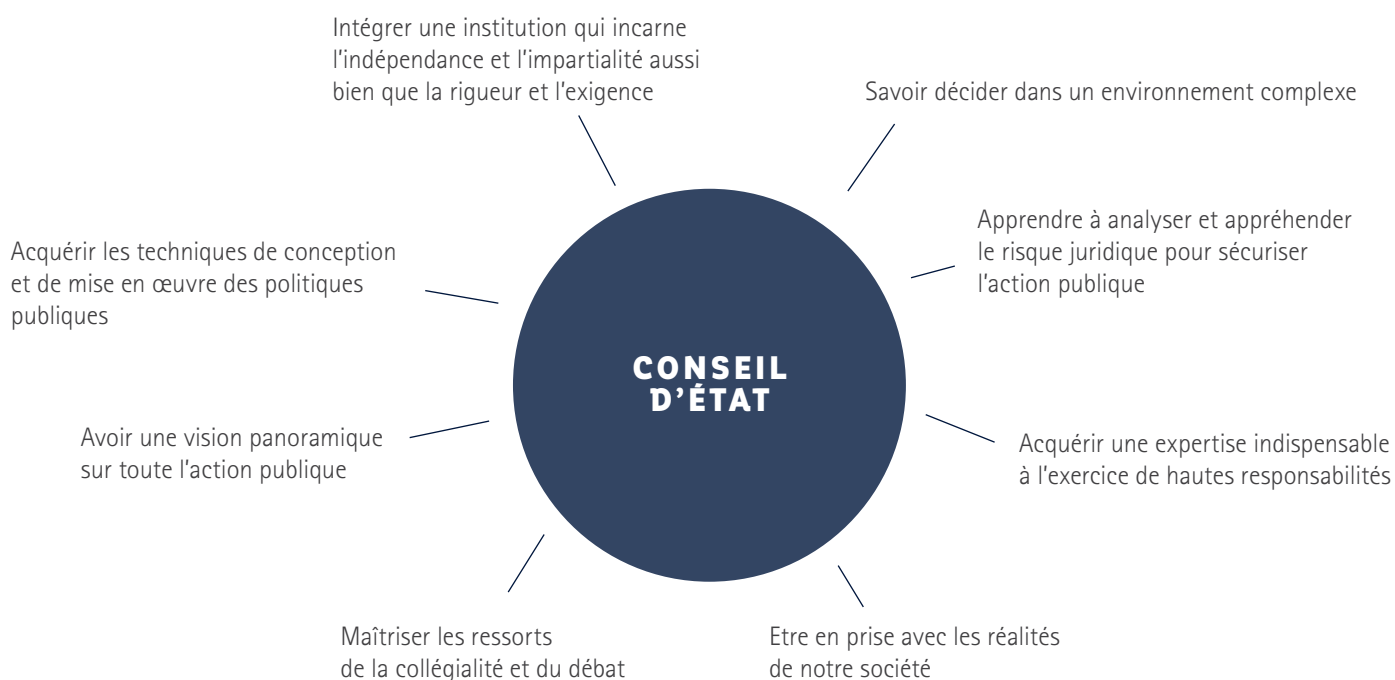 Intégrer une institution qui incarne
l'indépendance et l'impartialité aussi
bien que la rigueur et l'exigence
Savoir décider dans un environnement complexe
Apprendre à analyser et appréhender
le risque juridique pour sécuriser
l'action publique
Acquérir les techniques de conception
et de mise en œuvre des politiques
publiques
CONSEIL
D'ÉTAT
Avoir une vision panoramique
sur toute l'action publique
Acquérir une expertise indispensable
à l'exercice de hautes responsabilités
Maîtriser les ressorts
de la collégialité et du débat
Etre en prise avec les réalités
de notre société